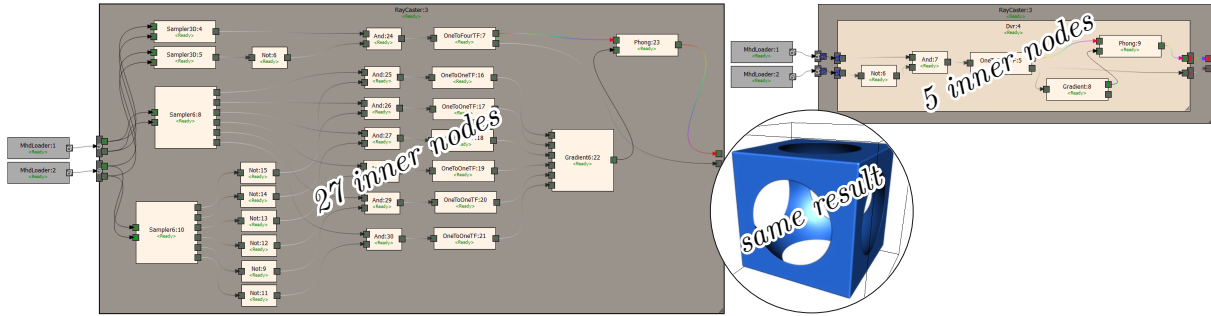 RayCaster:3
<Ready>
Sampler3D:4
<Ready>
Sampler3D:5
<Ready>
Not:6
<Ready>
And:24
<Ready>
OneToFourTF:7
<Ready>
Phong:23
<Ready>
Sampler6:8
<Ready>
And:25
<Ready>
OneToOneTF:16
<Ready>
And:26
<Ready>
OneToOneTF:17
<Ready>
And:27
<Ready>
:18
<Ready>
OneToOneTF:19
<Ready>
And:29
<Ready>
OneToOneTF:20
<Ready>
And:30
<Ready>
OneToOneTF:21
<Ready>
Gradient6:22
<Ready>
MhdLoader:1
<Ready>
MhdLoader:2
<Ready>
Sampler6:10
<Ready>
Not:15
<Ready>
Not:14
<Ready>
Not:13
<Ready>
Not:12
<Ready>
Not:9
<Ready>
Not:11
<Ready>
27 inner nodes
RayCaster:3
<Ready>
Dvr:4
<Ready>
MhdLoader:1
<Ready>
MhdLoader:2
<Ready>
Not:6
<Ready>
And:7
<Ready>
Phong:9
<Ready>
Gradient:8
<Ready>
5 inner nodes
same result